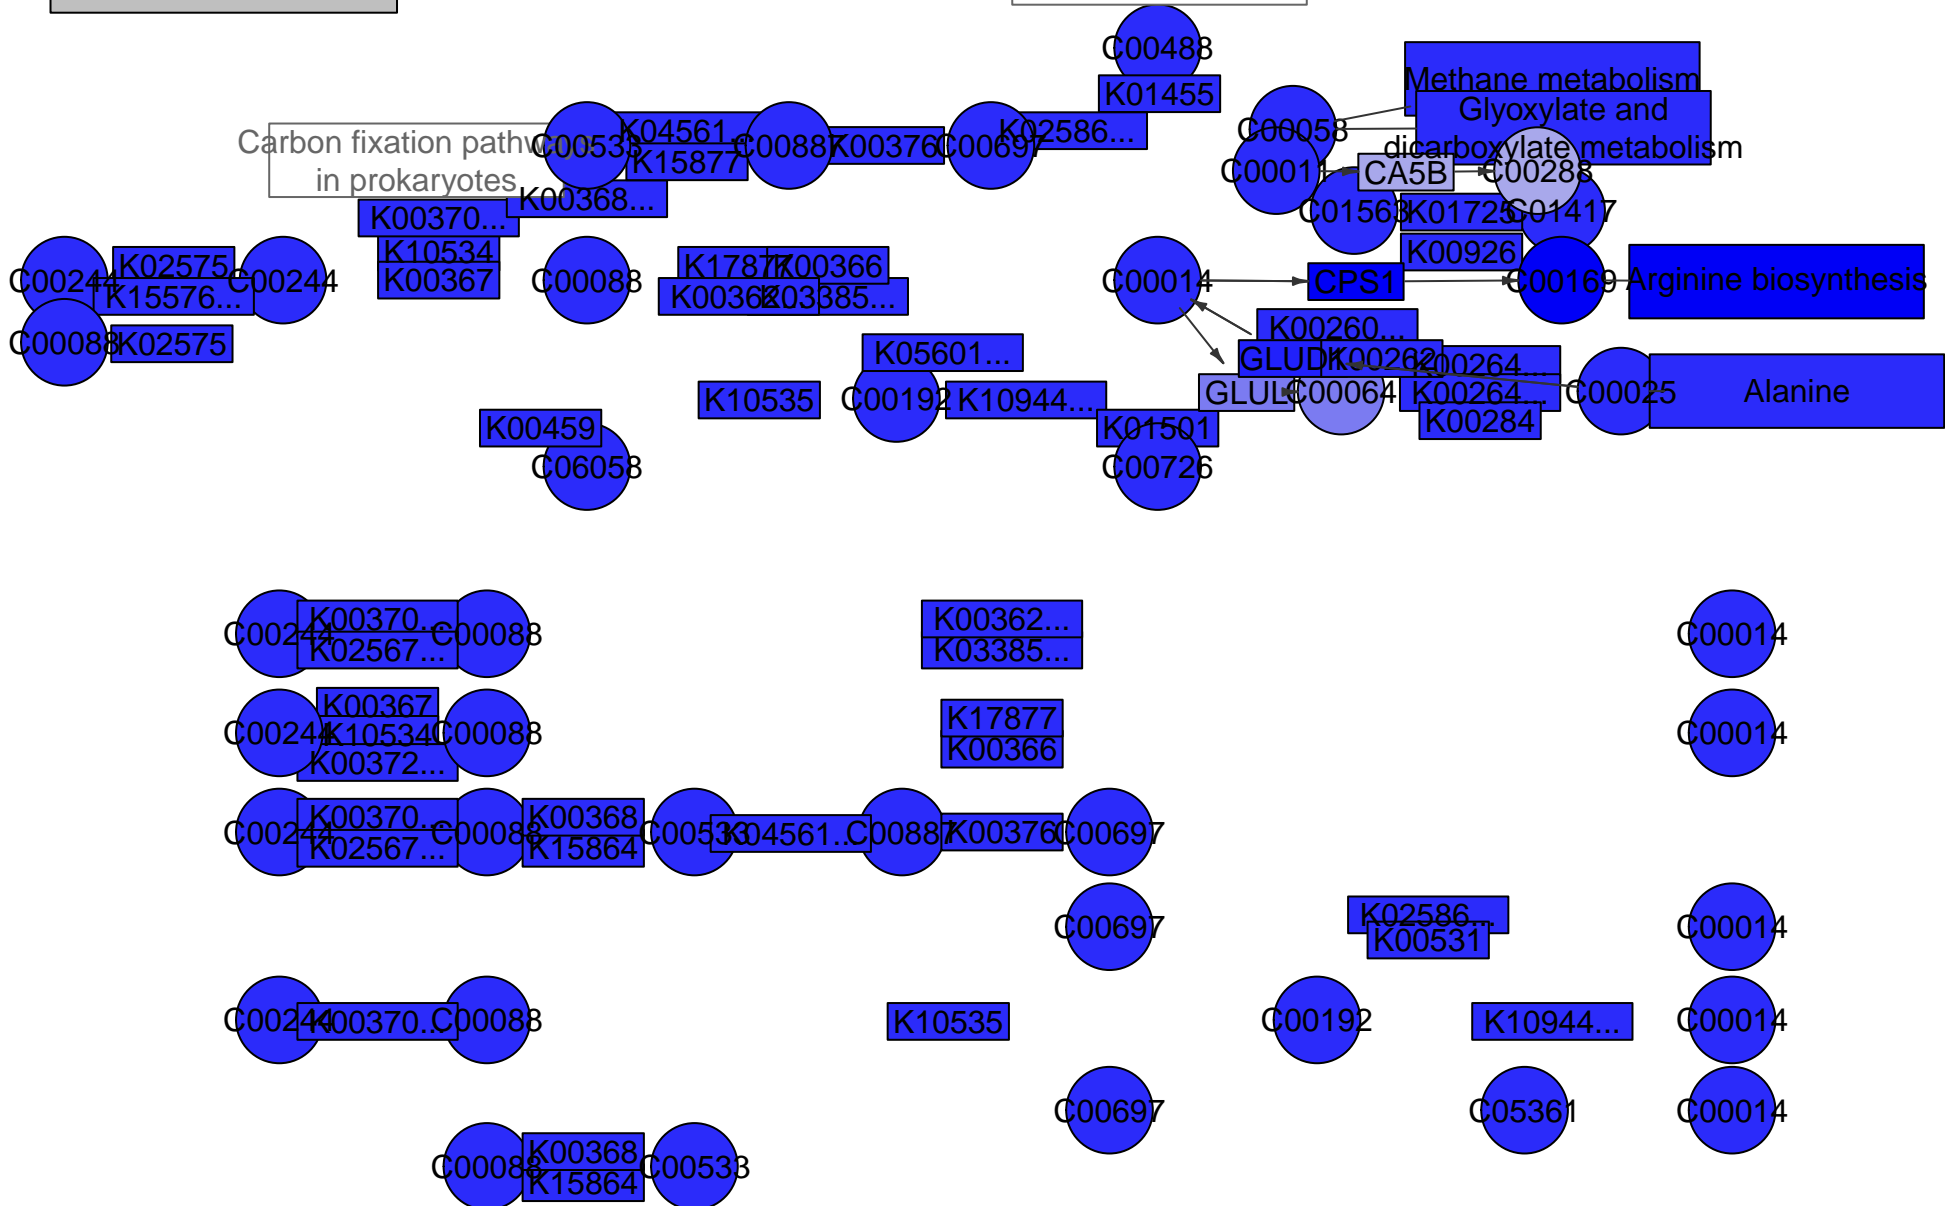 C00488
K01455
Methane metabolism
Glyoxylate and
dicarboxylate metabolism
C00058
Carbon fixation pathways
in prokaryotes
C00533
K04561...
K15877
C00887
K00376
C00697
K02586...
C00011
CA5B
C00288
K00368...
K00370...
C01563
K01725
C01417
K10534
K00367
K00926
C00244
K02575
K15576...
C00244
C00088
K17877
K00366
K00362...
K03385...
C00014
CPS1
C00169
Arginine biosynthesis
C00088
K02575
K05601...
K00260...
GLUD1
K00262
K00264...
K10535
C00192
K10944...
GLUL
C00064
K00264...
C00025
Alanine
K00459
K01501
K00284
C06058
C00726
C00244
K00370...
K02567...
C00088
K00362...
K03385...
C00014
C00244
K00367
K10534
K00372...
C00088
K17877
K00366
C00014
C00244
K00370...
K02567...
C00088
K00368
K15864
C00533
K04561...
C00887
K00376
C00697
C00697
K02586...
K00531
C00014
C00244
K00370...
C00088
K10535
C00192
K10944...
C00014
C00697
C05361
C00014
C00088
K00368
K15864
C00533